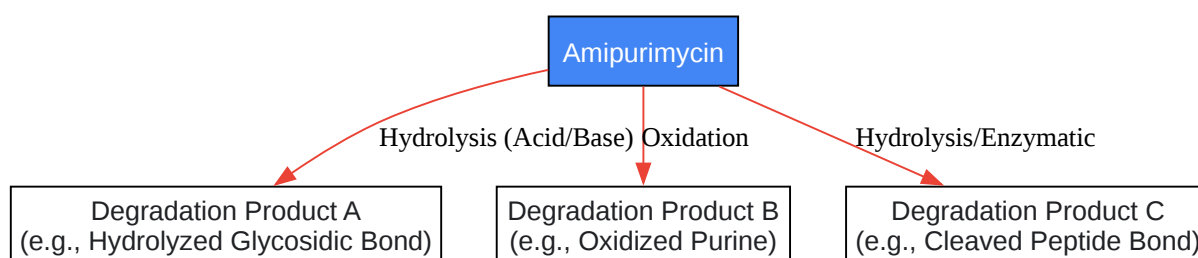 Amipurimycin
Hydrolysis (Acid/Base)
Oxidation
Hydrolysis/Enzymatic
Degradation Product A
(e.g., Hydrolyzed Glycosidic Bond)
Degradation Product B
(e.g., Oxidized Purine)
Degradation Product C
(e.g., Cleaved Peptide Bond)